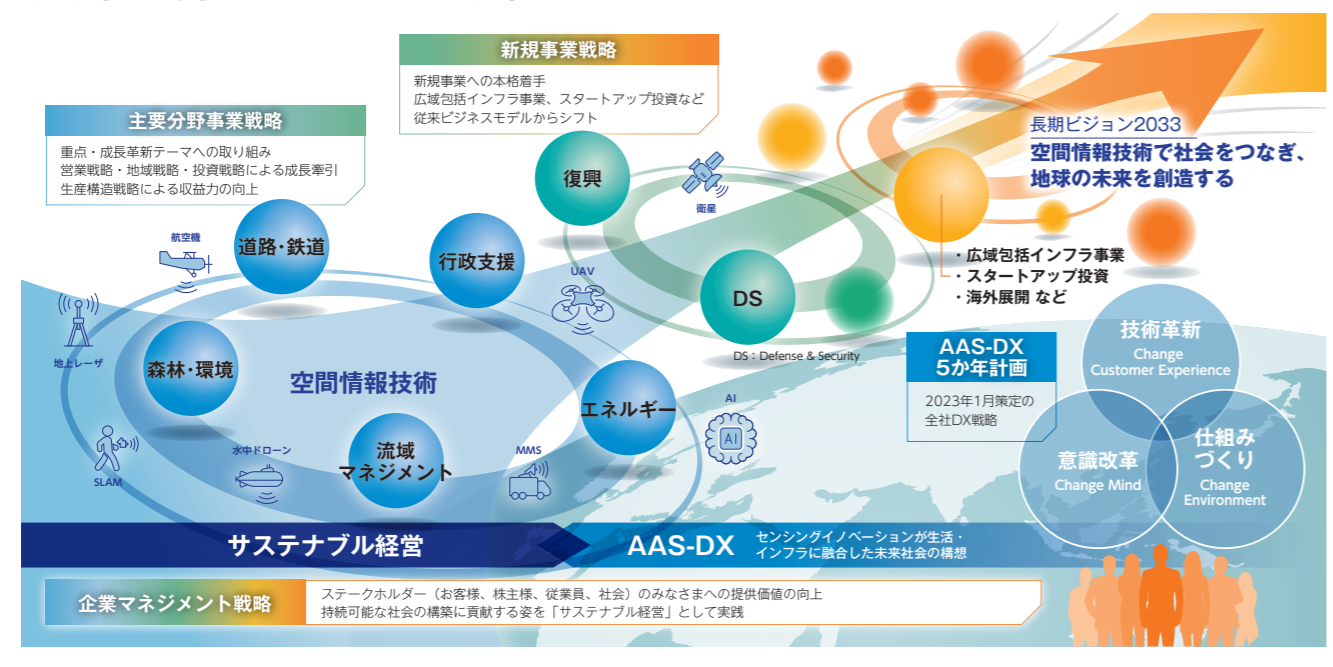 新規事業戦略
新規事業への本格着手
広域包括インフラ事業、スタートアップ投資など
従来ビジネスモデルからシフト
主要分野事業戦略
重点・成長革新テーマへの取り組み
営業戦略・地域戦略・投資戦略による成長牽引
生産構造戦略による収益力の向上
長期ビジョン2033
空間情報技術で社会をつなぎ、
地球の未来を創造する
復興
衛星
航空機
道路・鉄道
行政支援
UAV
DS
DS：Defense & Security
・広域包括インフラ事業
・スタートアップ投資
・海外展開 など
地上レーザ
森林・環境
空間情報技術
エネルギー
AI
AI
流域
マネジメント
水中ドローン
MMS
SLAM
AAS-DX
5か年計画
2023年1月策定の
全社DX戦略
技術革新
Change
Customer Experience
意識改革
Change Mind
仕組み
づくり
Change
Environment
サステナブル経営
AAS-DX
センシングイノベーションが生活・
インフラに融合した未来社会の構想
企業マネジメント戦略
ステークホルダー（お客様、株主様、従業員、社会）のみなさまへの提供価値の向上
持続可能な社会の構築に貢献する姿を「サステナブル経営」として実践